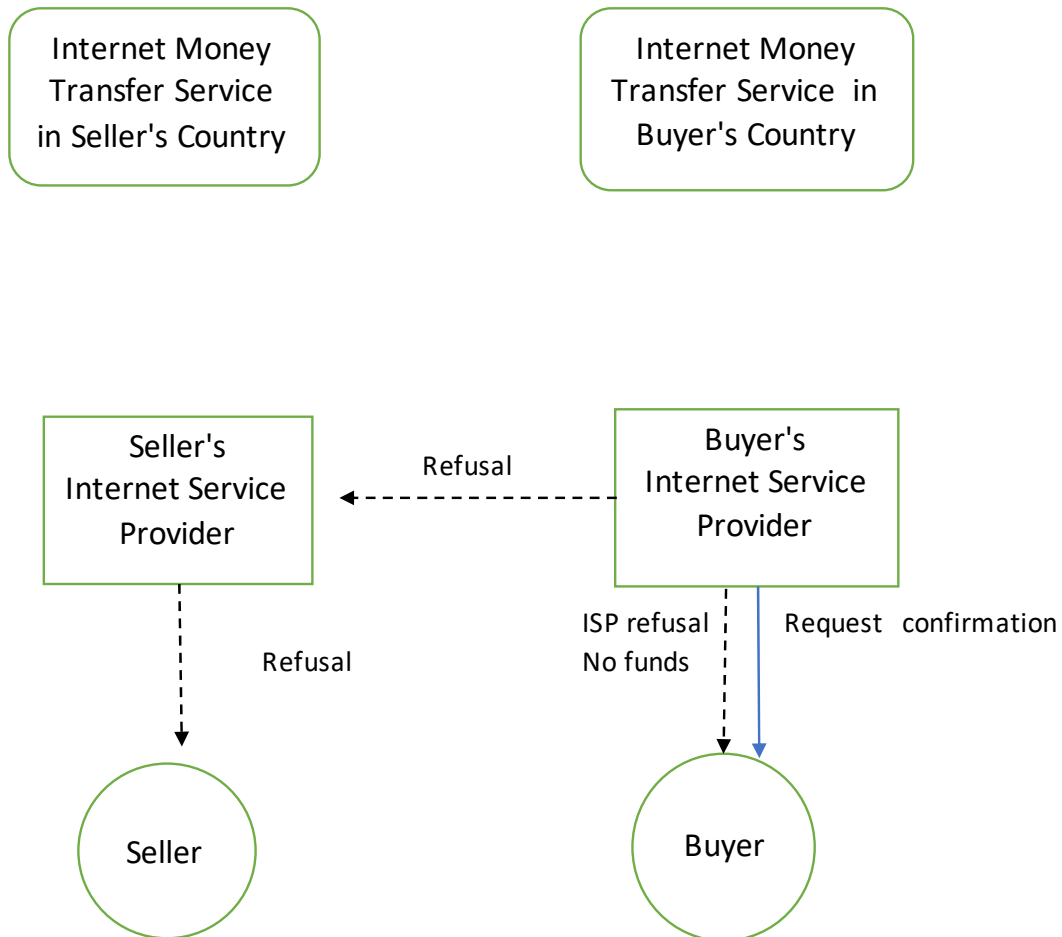 Internet Money
Transfer Service
in Seller's Country
Internet Money
Transfer Service in
Buyer's Country
Seller's
Internet Service
Provider
Refusal
Buyer's
Internet Service
Provider
Refusal
ISP refusal
No funds
Request confirmation
Seller
Buyer